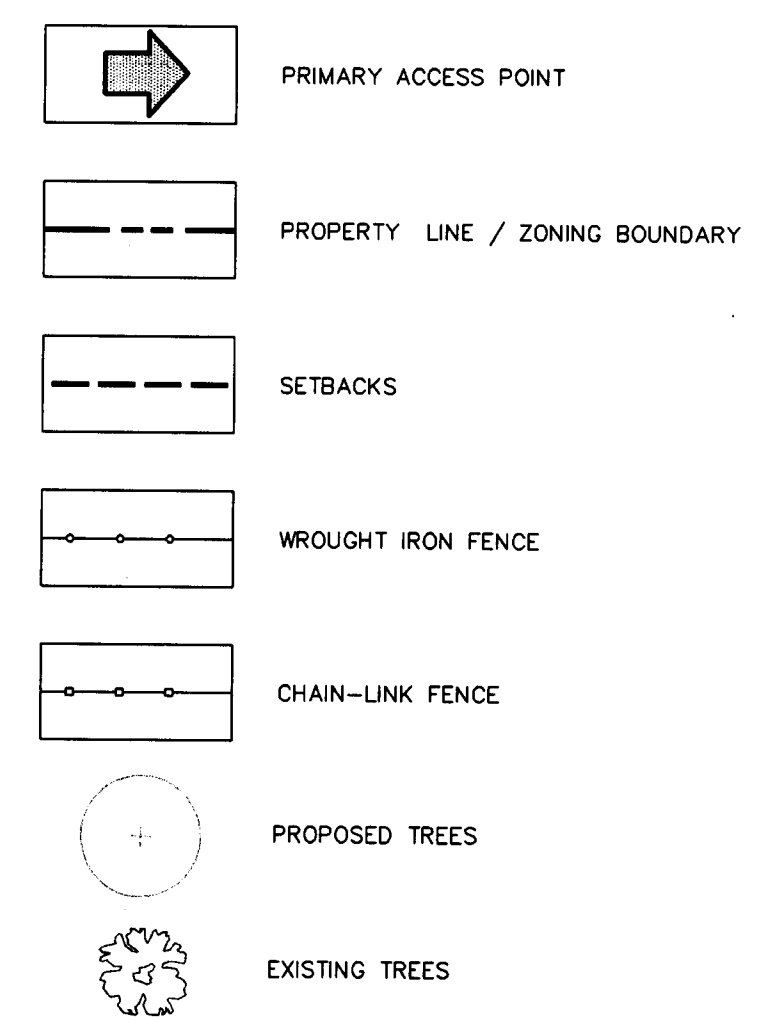 PRIMARY ACCESS POINT
PROPERTY LINE / ZONING BOUNDARY
SETBACKS
WROUGHT IRON FENCE
CHAIN-LINK FENCE
PROPOSED TREES
EXISTING TREES